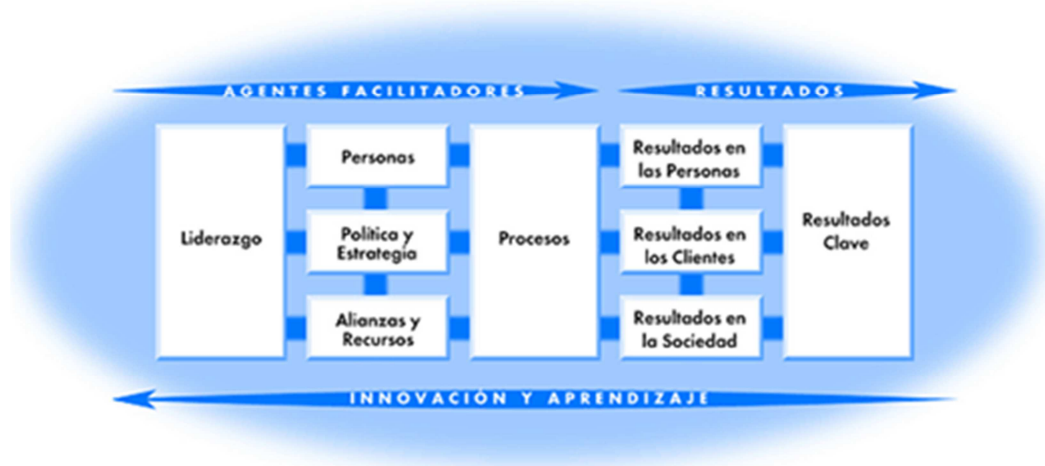 AGENTES FACILITADORES
RESULTADOS
Liderazgo
Personas
Política y
Estrategia
Alianzas y
Recursos
Procesos
Resultados en
las Personas
Resultados en
los Clientes
Resultados en
la Sociedad
Resultados
Clave
INNOVACIÓN Y APRENDIZAJE